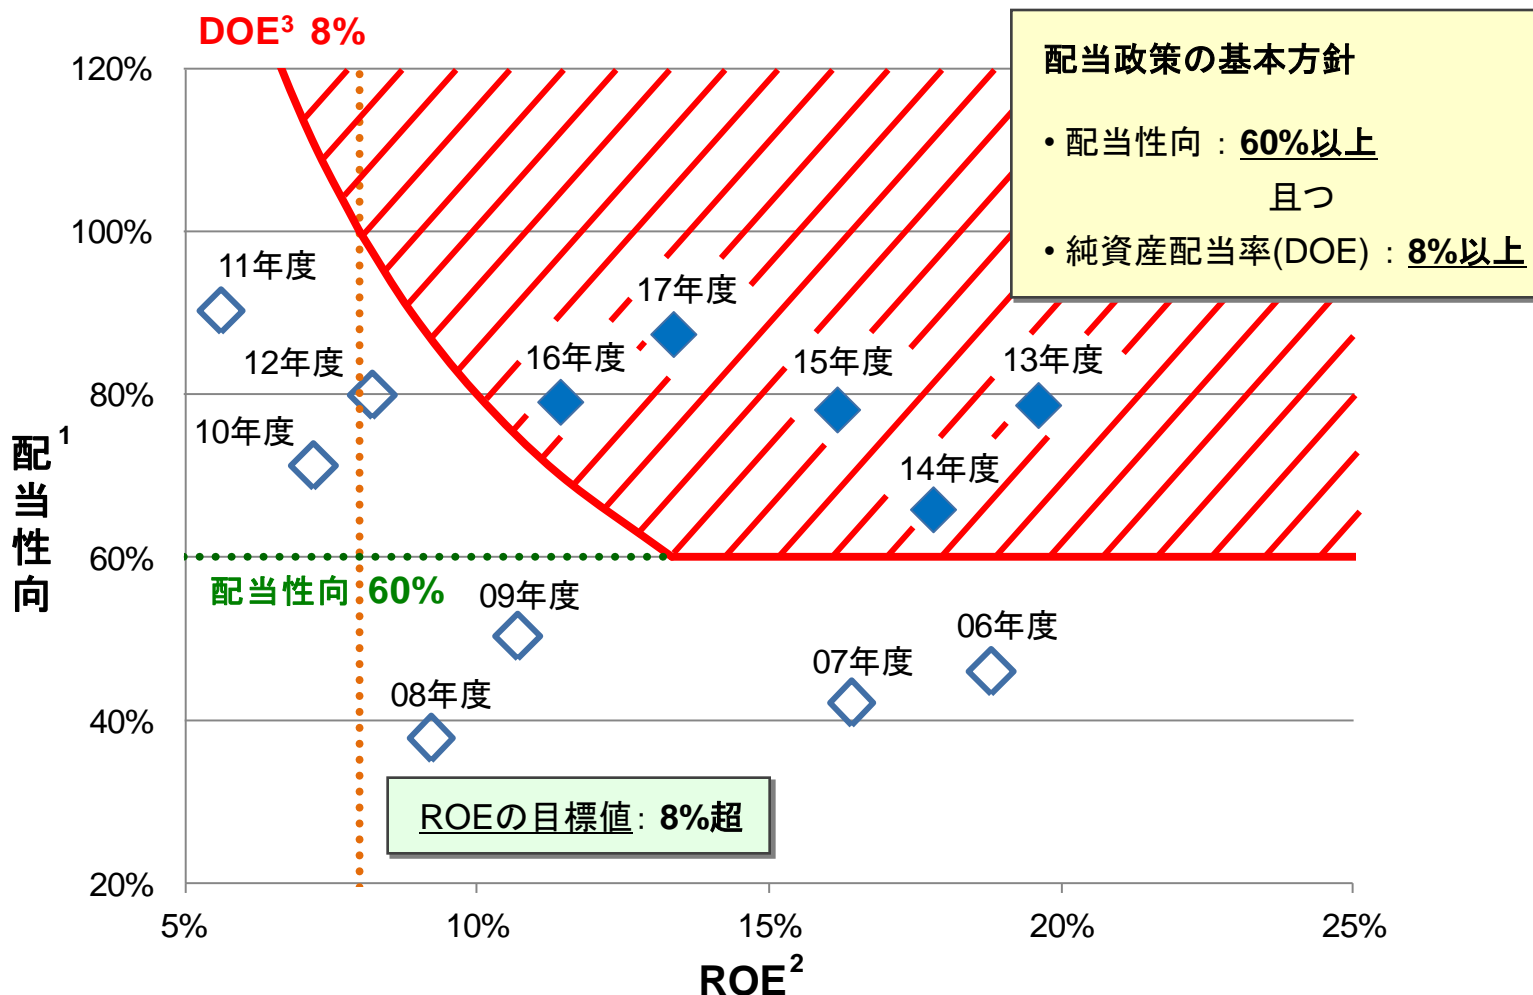 DOE³ 8%
配当政策の基本方針
• 配当性向 : 60%以上
且つ
• 純資産配当率(DOE) : 8%以上
120%
100%
80%
60%
40%
20%
配当性向¹
11年度
12年度
10年度
17年度
16年度
15年度
13年度
14年度
配当性向 60%
09年度
08年度
07年度
06年度
ROEの目標値: 8%超
5%
10%
15%
20%
25%
ROE²